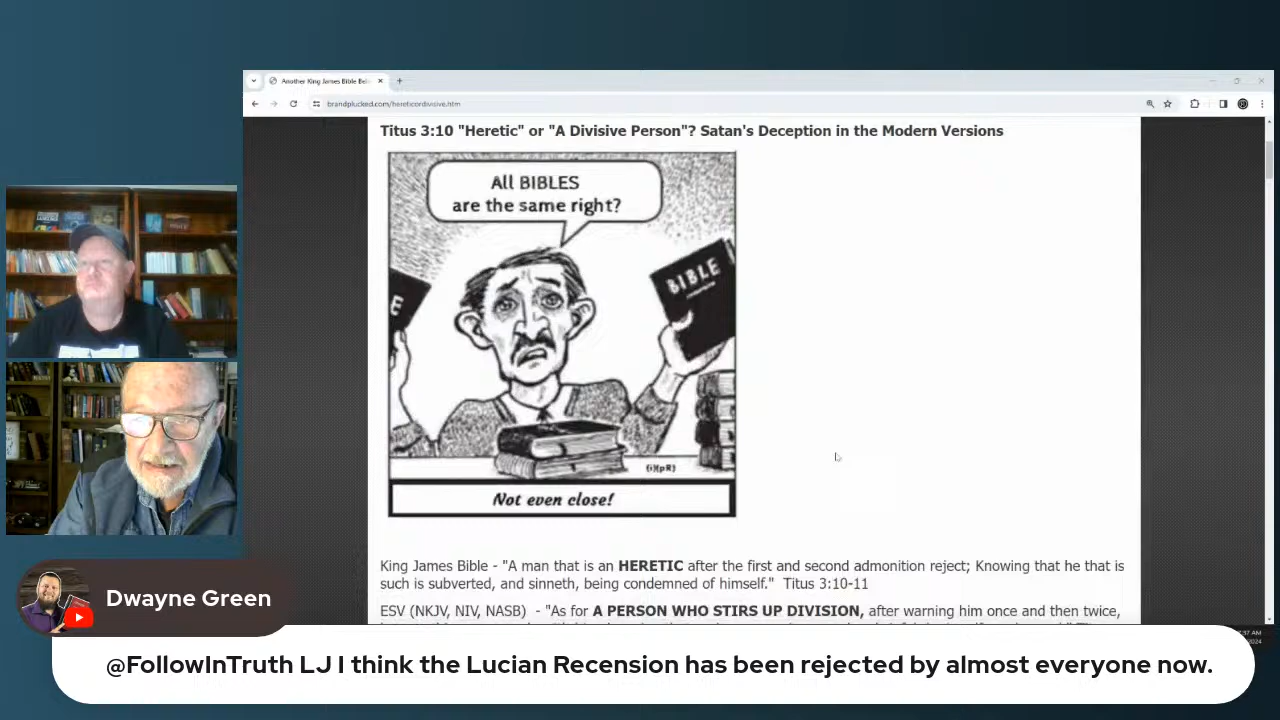 Another King James Bible Beli
brandplucked.com/hereticordivisive.htm
Titus 3:10 "Heretic" or "A Divisive Person"? Satan's Deception in the Modern Versions
All BIBLES
are the same right?
E
BIBLE
Not even close!
King James Bible - "A man that is an HERETIC after the first and second admonition reject; Knowing that he that is
such is subverted, and sinneth, being condemned of himself." Titus 3:10-11
ESV (NKJV, NIV, NASB) - "As for A PERSON WHO STIRS UP DIVISION, after warning him once and then twice,
Dwayne Green
@FollowInTruth LJ I think the Lucian Recension has been rejected by almost everyone now.